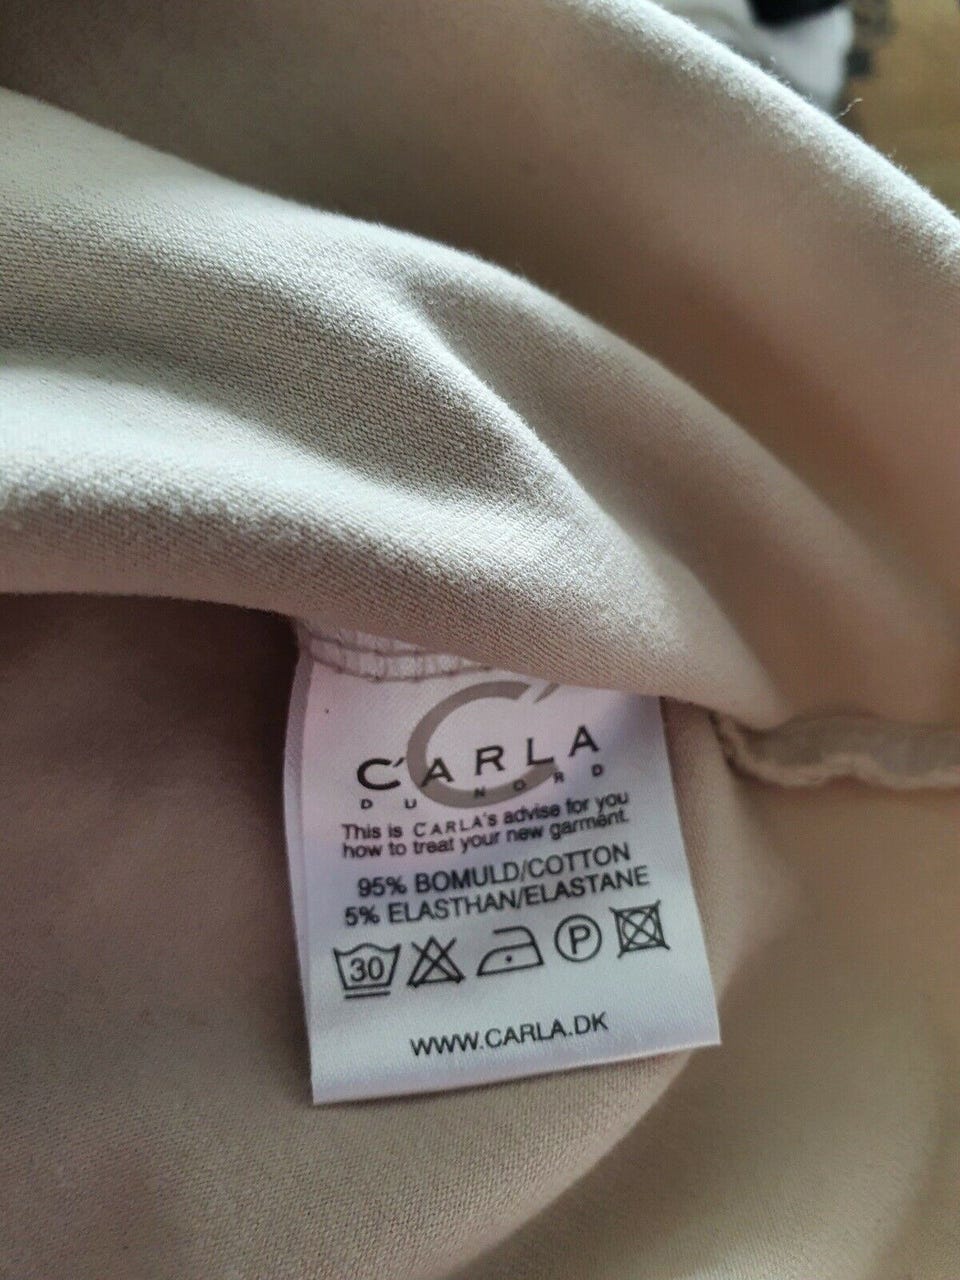 C'ARLA
DU NORD
This is C'ARLA's advise for you
how to treat your new garment.
95% BOMULD/COTTON
5% ELASTHAN/ELASTANE
30 P
WWW.CARLA.DK